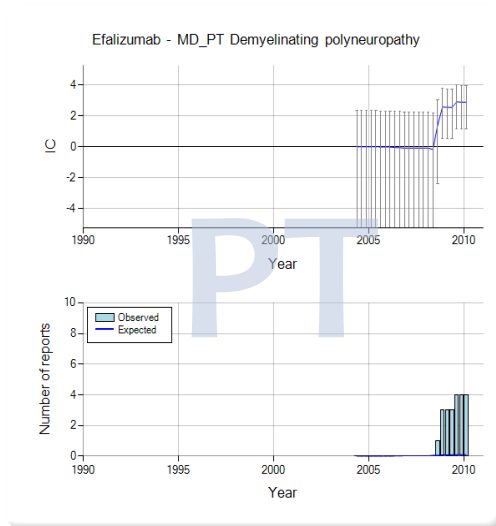 Efalizumab - MD_PT Demyelinating polyneuropathy
4
2
0
-2
-4
IC
1990 1995 2000 2005 2010
Year
PT
10
8
6
4
2
0
Number of reports
Observed
Expected
1990 1995 2000 2005 2010
Year